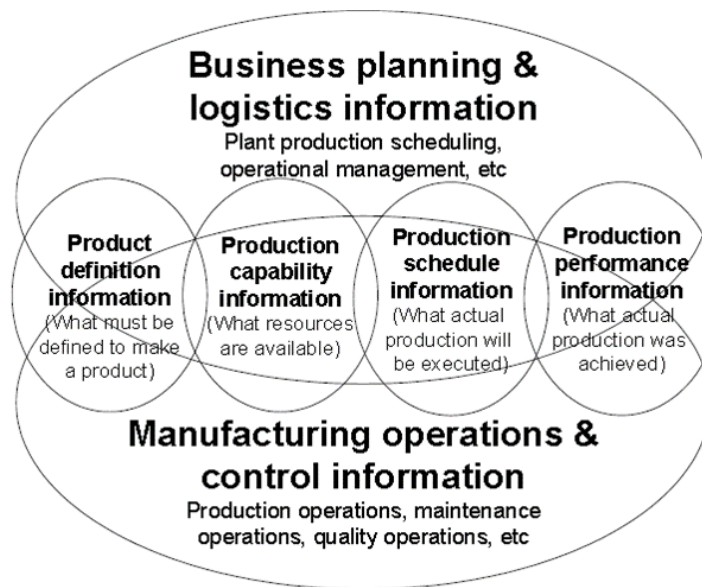 Business planning &
logistics information
Plant production scheduling,
operational management, etc
Product
definition
information
(What must be
defined to make
a product)
Production
capability
information
(What resources
are available)
Production
schedule
information
(What actual
production will
be executed)
Production
performance
information
(What actual
production was
achieved)
Manufacturing operations &
control information
Production operations, maintenance
operations, quality operations, etc